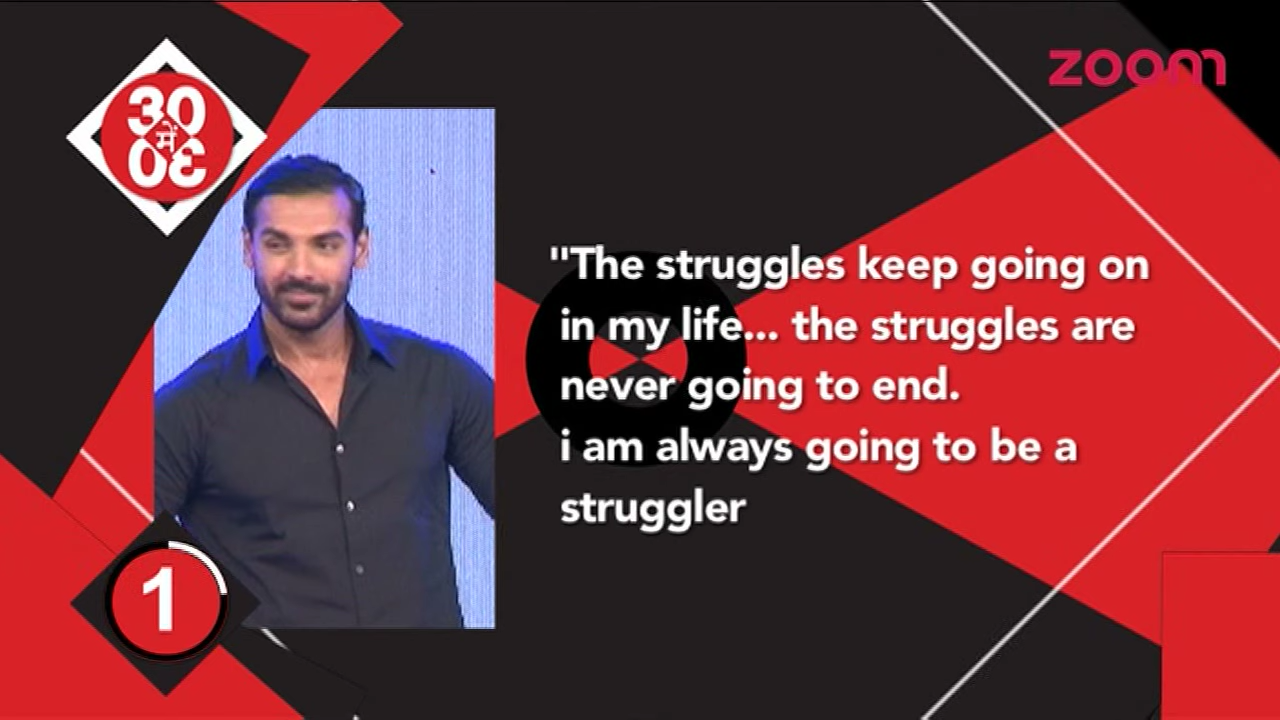 30
में
30
zoom
"The struggles keep going on
in my life... the struggles are
never going to end.
i am always going to be a
struggler
1